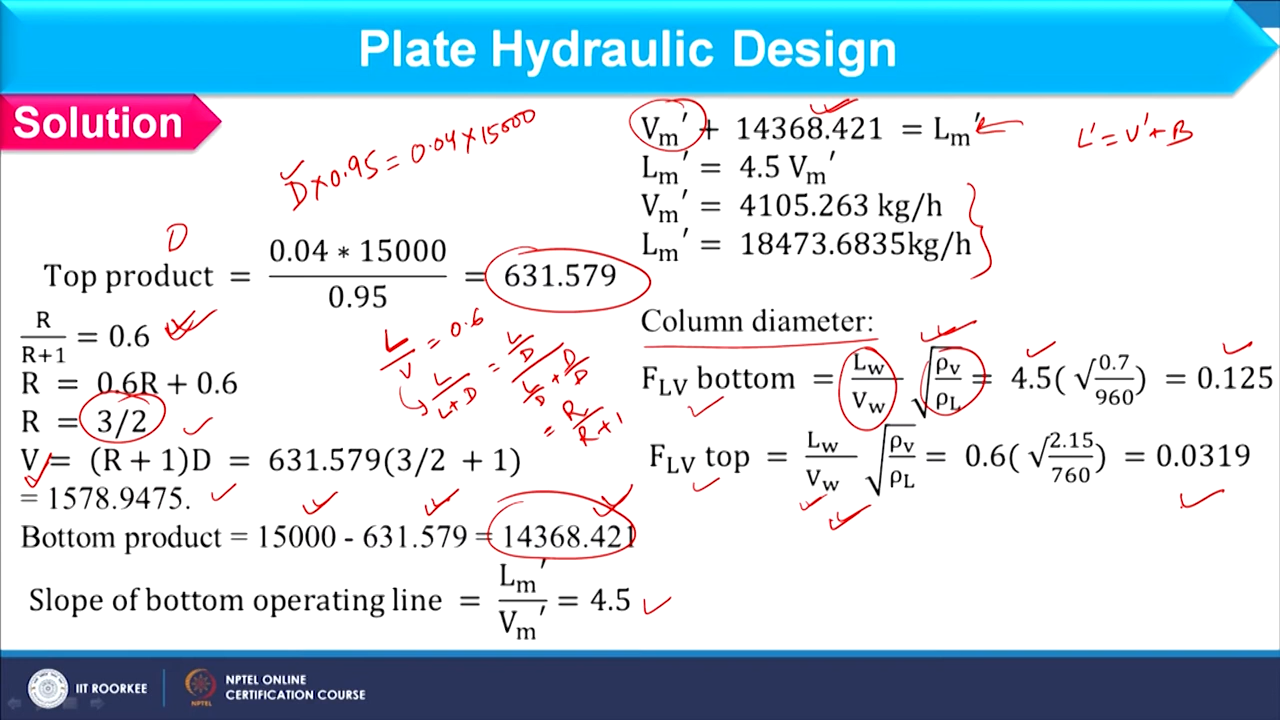 Plate Hydraulic Design
Solution
D×0.95 = 0.04×15000
D
Top product = 0.04 * 15000 / 0.95 = 631.579
R/R+1 = 0.6
R = 0.6R + 0.6
R = 3/2
V = (R + 1)D = 631.579(3/2 + 1)
= 1578.9475.
Bottom product = 15000 - 631.579 = 14368.421
Slope of bottom operating line = Lm′/Vm′ = 4.5
L/V = 0.6
L/L+D = L/D / L/D + D/D
= R/R+1
Vm′ + 14368.421 = Lm′
L' = V' + B
Lm′ = 4.5 Vm′
Vm′ = 4105.263 kg/h
Lm′ = 18473.6835kg/h
Column diameter:
FLV bottom = Lw/Vw √ρv/ρL = 4.5(√0.7/960) = 0.125
FLV top = Lw/Vw √ρv/ρL = 0.6(√2.15/760) = 0.0319
IIT ROORKEE
NPTEL
NPTEL ONLINE
CERTIFICATION COURSE